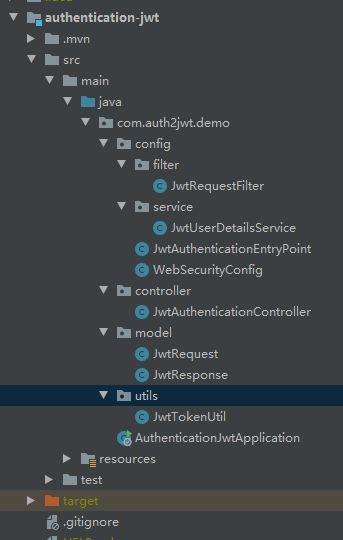 authentication-jwt
.mvn
src
main
java
com.auth2jwt.demo
config
filter
JwtRequestFilter
service
JwtUserDetailsService
JwtAuthenticationEntryPoint
WebSecurityConfig
controller
JwtAuthenticationController
model
JwtRequest
JwtResponse
utils
JwtTokenUtil
AuthenticationJwtApplication
resources
test
target
.gitignore